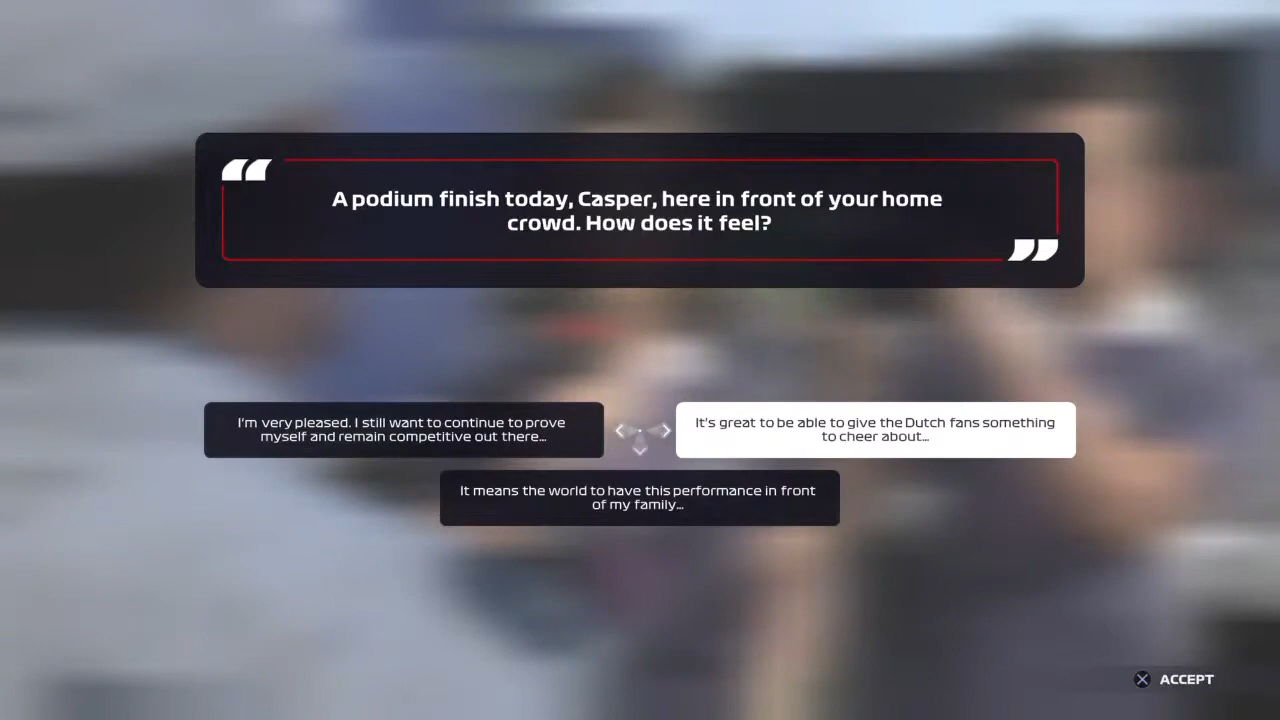 A podium finish today, Casper, here in front of your home
crowd. How does it feel?
I'm very pleased. I still want to continue to prove
myself and remain competitive out there...
It's great to be able to give the Dutch fans something
to cheer about...
It means the world to have this performance in front
of my family...
ACCEPT